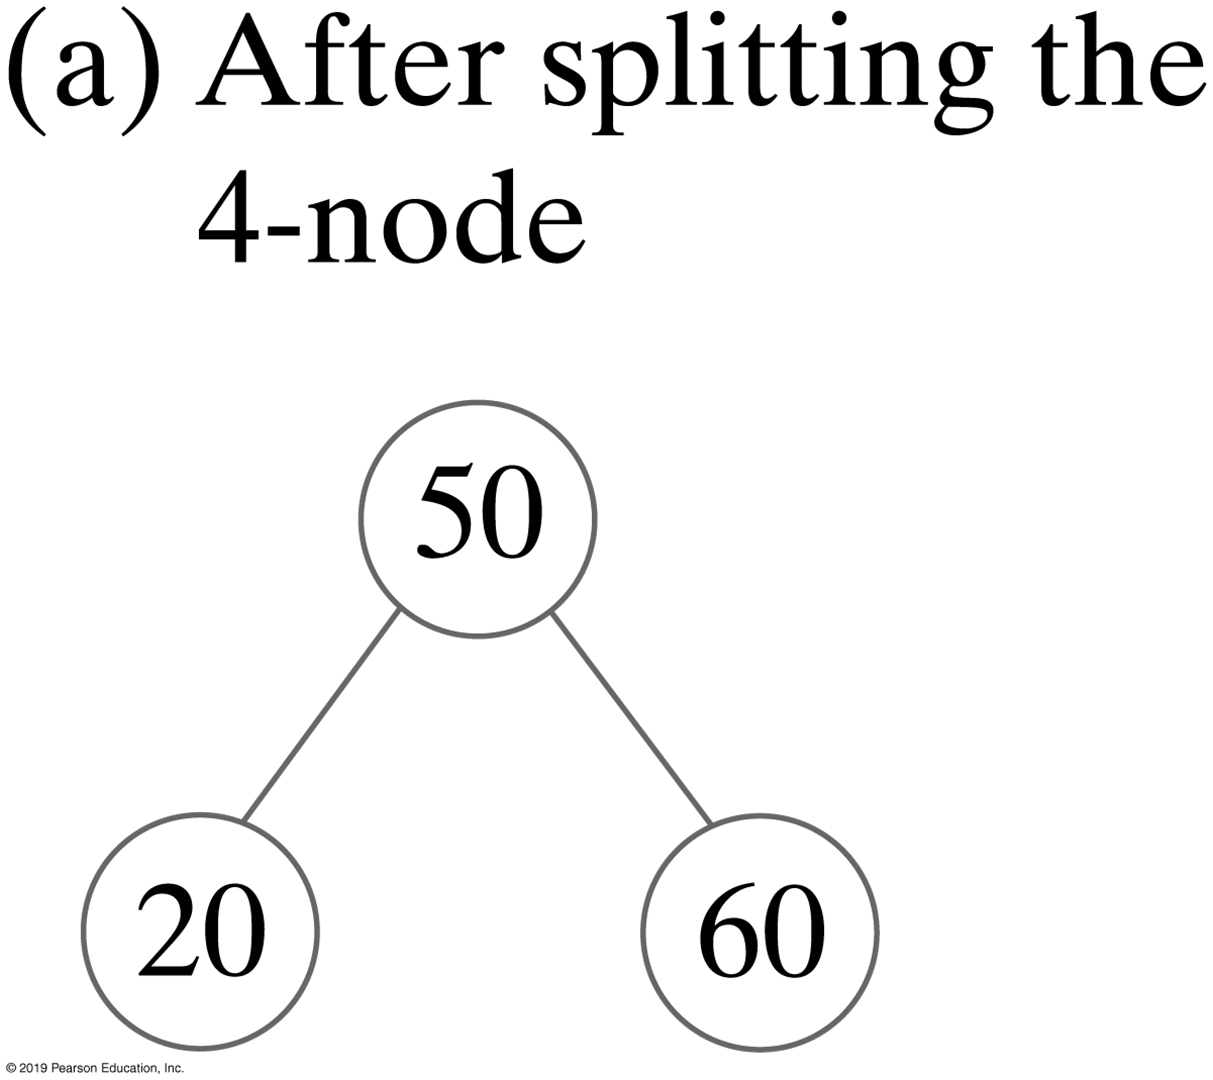 (a) After splitting the
4-node
50
20 60
© 2019 Pearson Education, Inc.